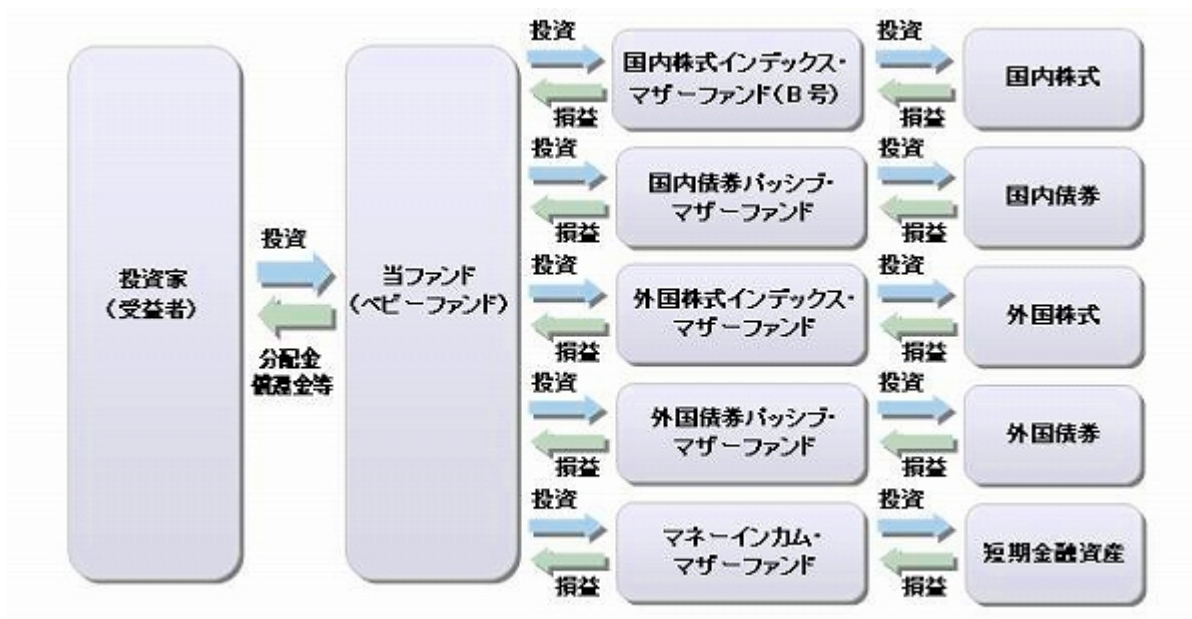 投資家
（受益者）
投資
分配金
償還金等
当ファンド
（ベビーファンド）
投資
損益
国内株式インデックス・
マザーファンド（B号）
投資
損益
国内株式
投資
損益
国内債券パッシブ・
マザーファンド
投資
損益
国内債券
投資
損益
外国株式インデックス・
マザーファンド
投資
損益
外国株式
投資
損益
外国債券パッシブ・
マザーファンド
投資
損益
外国債券
投資
損益
マネーインカム・
マザーファンド
投資
損益
短期金融資産